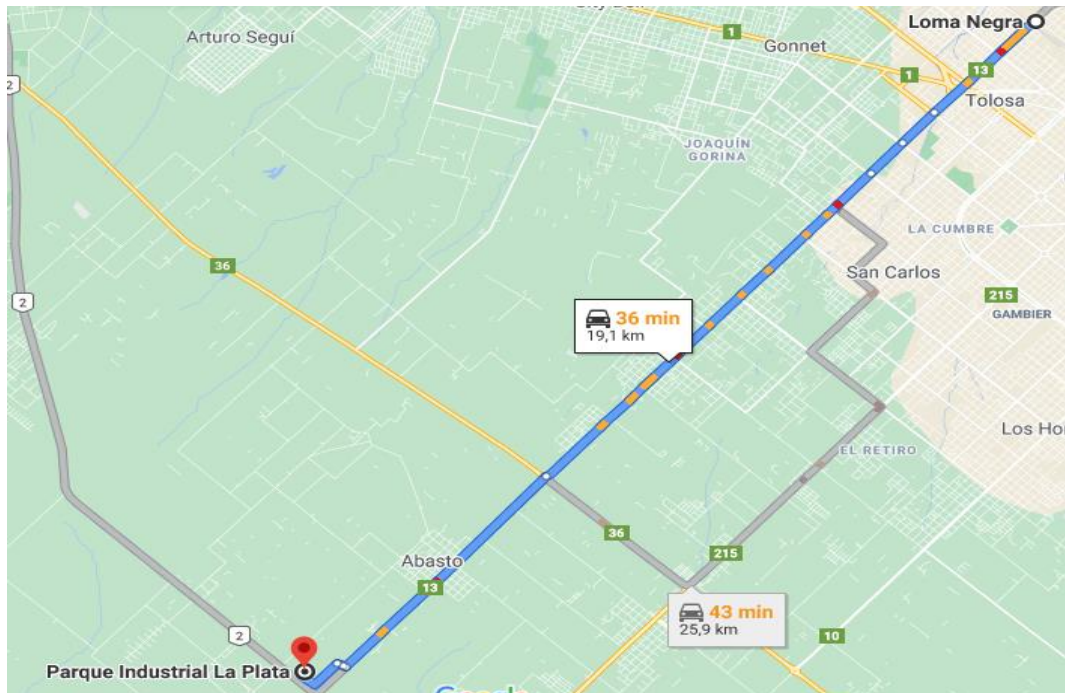 Loma Negra
Arturo Seguí
1
Gonnet
2
1
13
Tolosa
JOAQUÍN
GORINA
LA CUMBRE
36
San Carlos
2
215
GAMBIER
36 min
19,1 km
EL RETIRO
36
215
Abasto
13
43 min
25,9 km
2
10
Parque Industrial La Plata